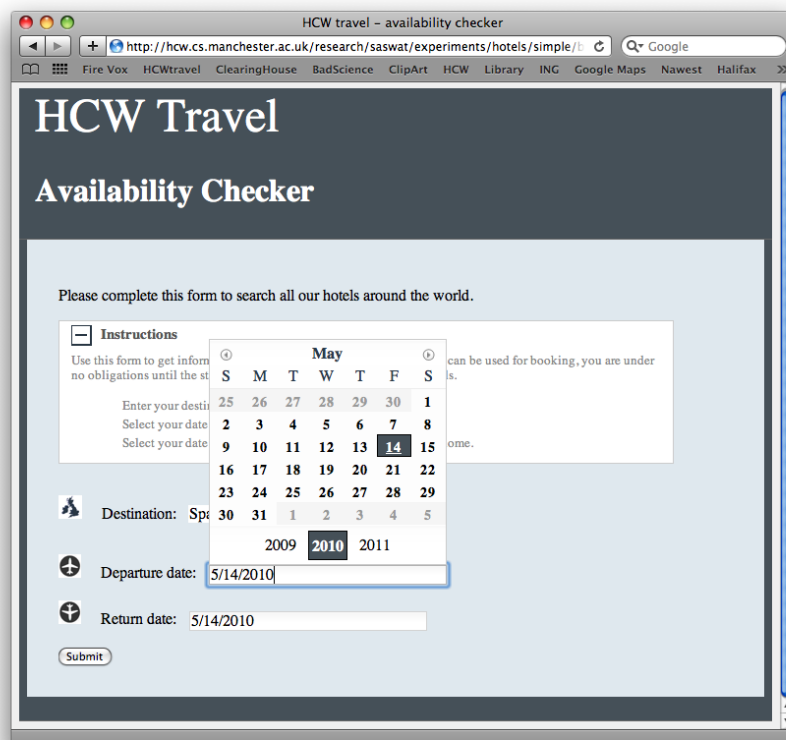 HCW travel – availability checker
http://hcw.cs.manchester.ac.uk/research/saswat/experiments/hotels/simple/
Google
Fire Vox HCWtravel ClearingHouse BadScience ClipArt HCW Library ING Google Maps Nawest Halifax
HCW Travel
Availability Checker
Please complete this form to search all our hotels around the world.
Instructions
Use this form to get can be used for booking, you are under
no obligations until the
Enter your
Select your date
Select your date
May
S M T W T F S
25 26 27 28 29 30 1
2 3 4 5 6 7 8
9 10 11 12 13 14 15
16 17 18 19 20 21 22
23 24 25 26 27 28 29
30 31 1 2 3 4 5
2009 2010 2011
Destination:
Departure date: 5/14/2010
Return date: 5/14/2010
Submit